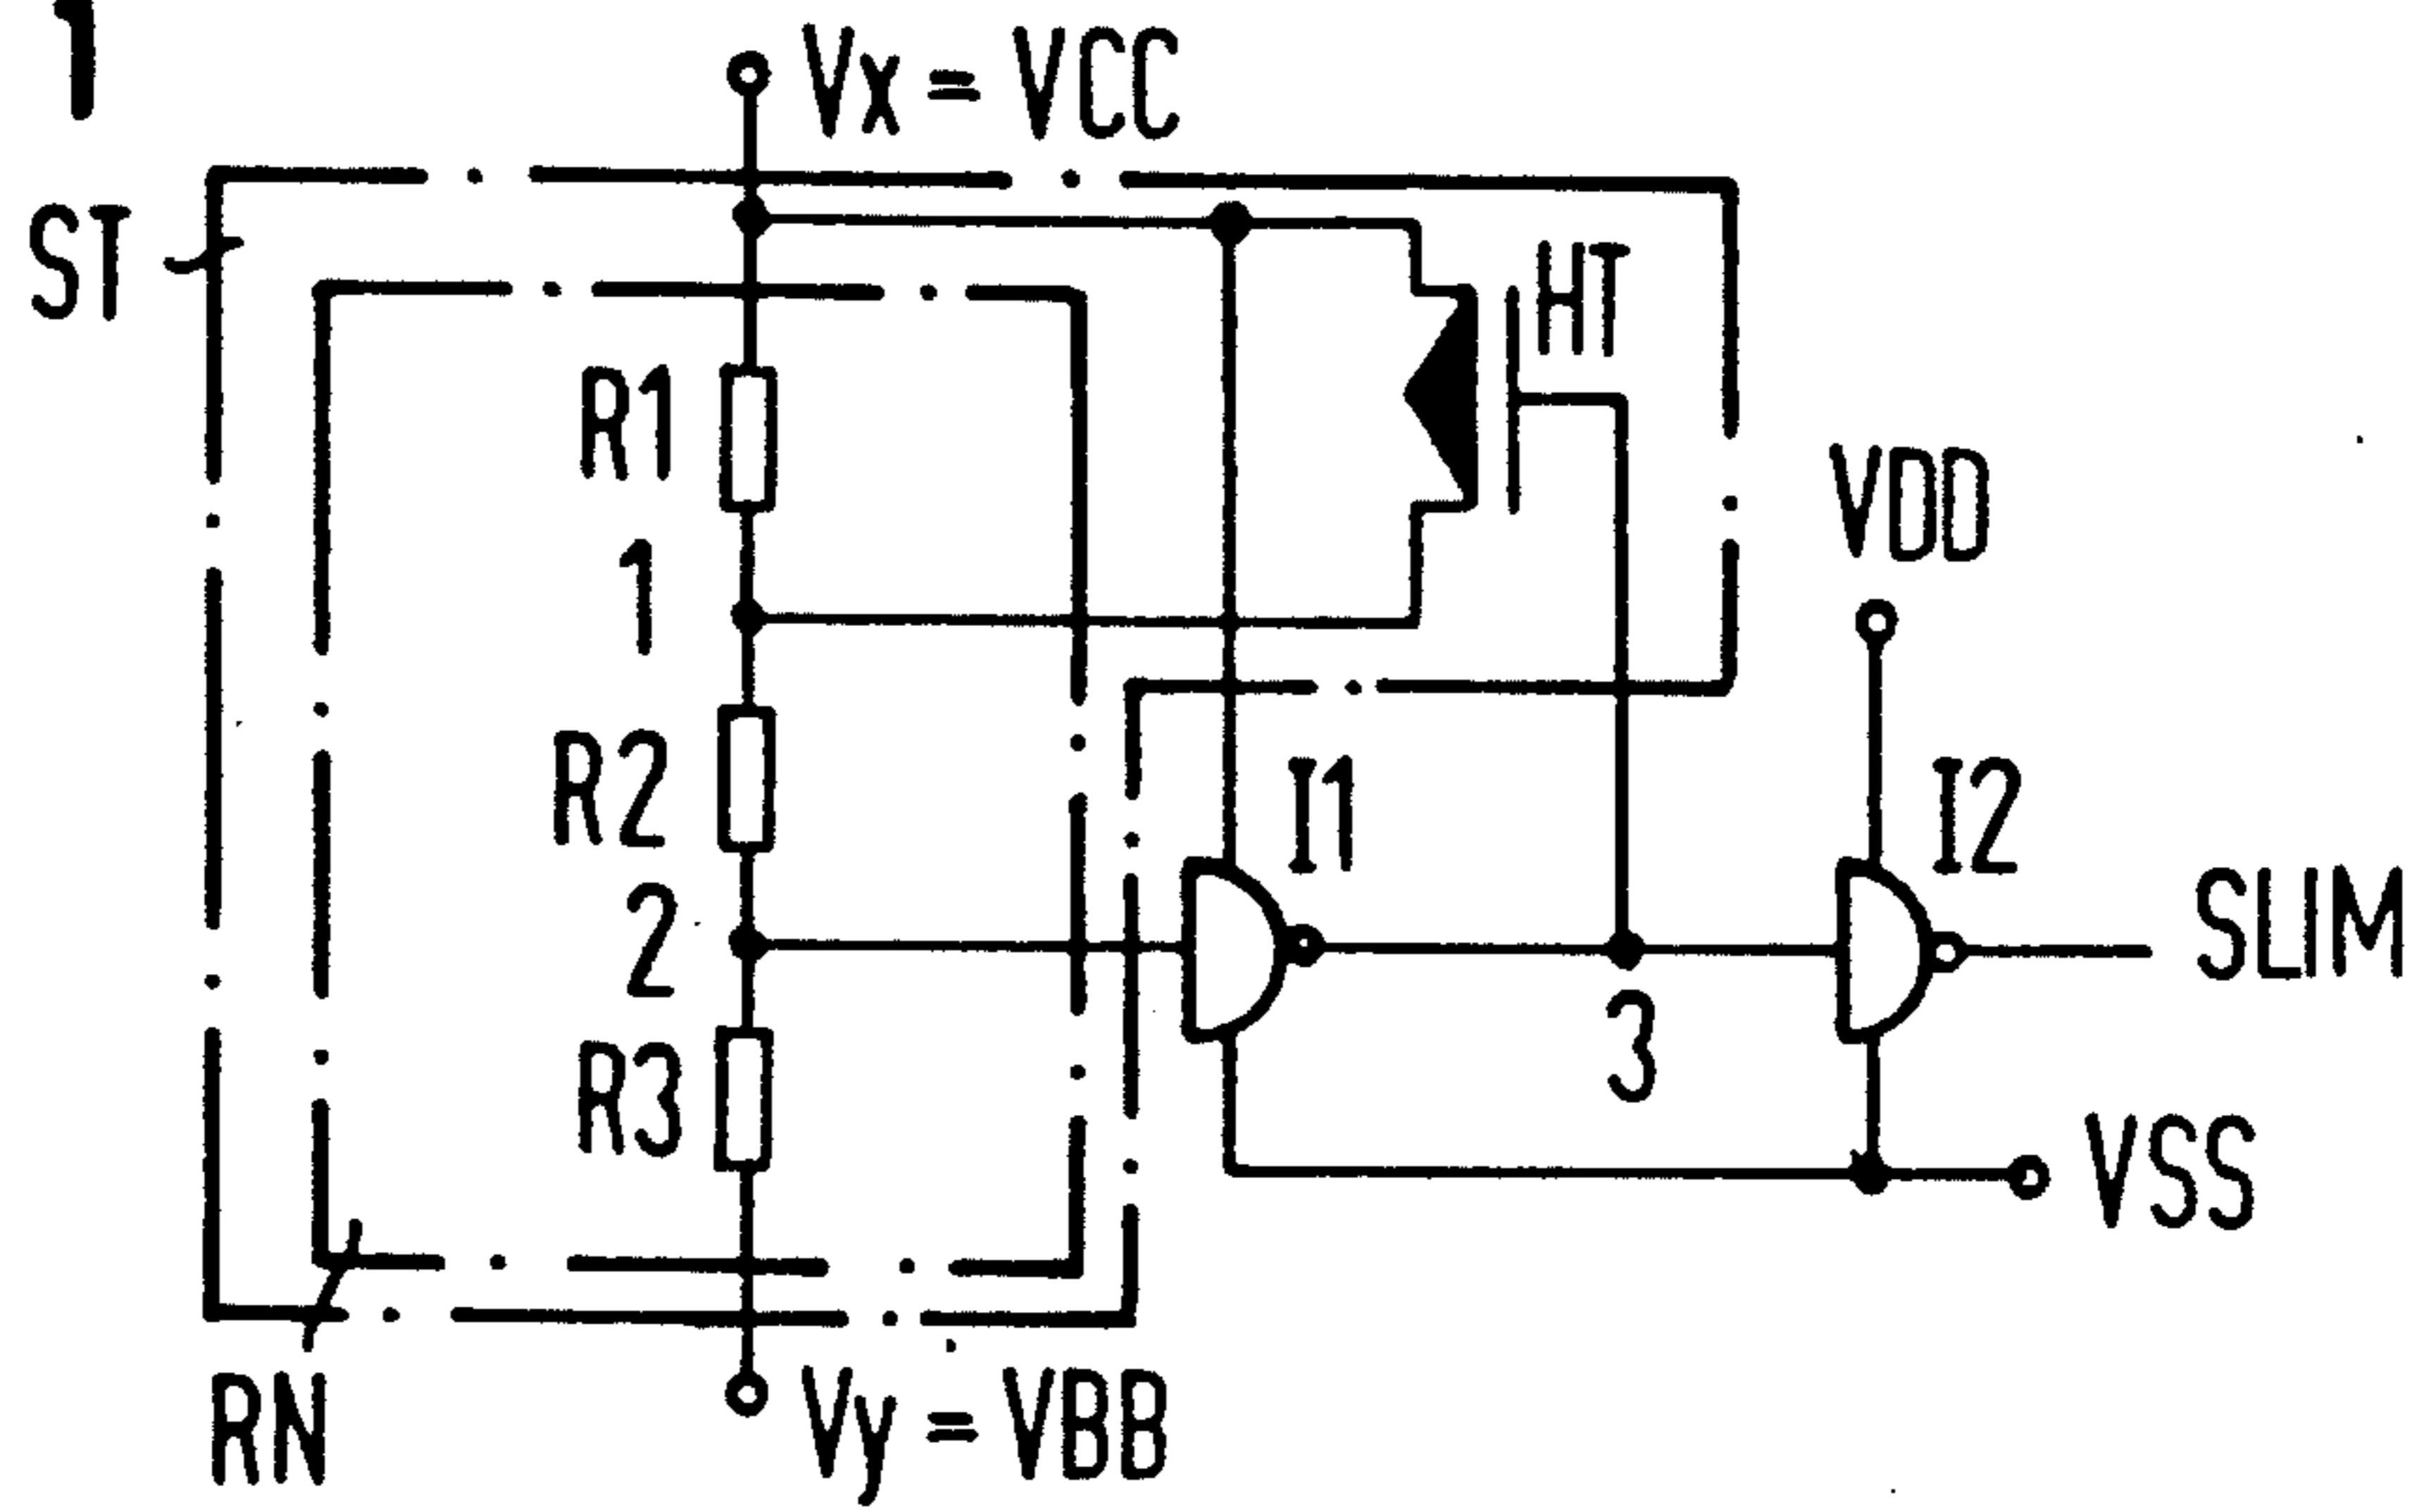 1
Vx = VCC
ST
HT
R1
VDD
1
R2
I1
I2
2
SLIM
3
R3
VSS
RN
Vy = VBB